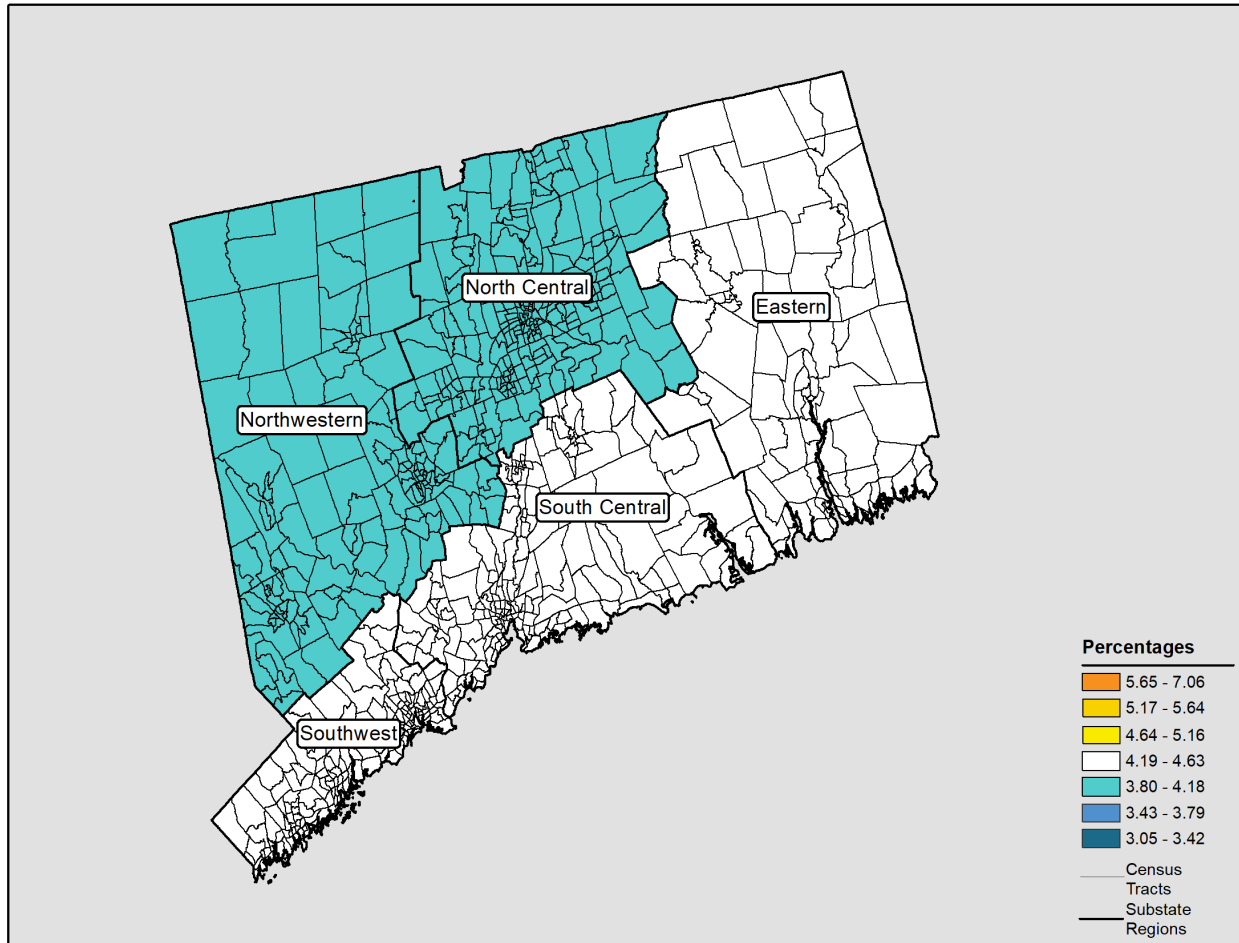 North Central
Eastern
Northwestern
South Central
Southwest
Percentages
5.65 - 7.06
5.17 - 5.64
4.64 - 5.16
4.19 - 4.63
3.80 - 4.18
3.43 - 3.79
3.05 - 3.42
Census
Tracts
Substate
Regions